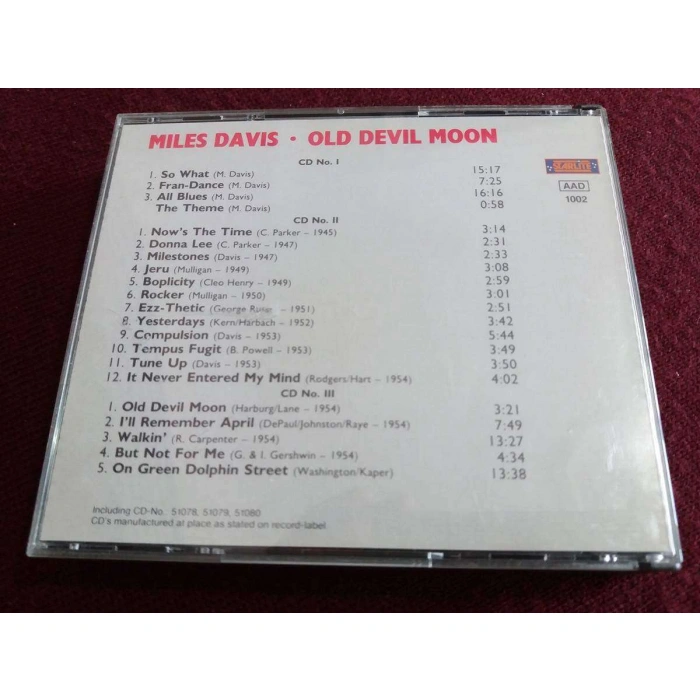 MILES DAVIS • OLD DEVIL MOON
CD No. I
1. So What (M. Davis) 15:17
2. Fran-Dance (M. Davis) 7:25
3. All Blues (M. Davis) 16:16
The Theme (M. Davis) 0:58
AAD
1002
CD No. II
1. Now's The Time (C. Parker – 1945) 3:14
2. Donna Lee (C. Parker – 1947) 2:31
3. Milestones (Davis – 1947) 2:33
4. Jeru (Mulligan – 1949) 3:08
5. Boplicity (Cleo Henry – 1949) 2:59
6. Rocker (Mulligan – 1950) 3:01
7. Ezz-Thetic (George – 1951) 2:51
8. Yesterdays (Kern/Harbach – 1952) 3:42
9. Compulsion (Davis – 1953) 5:44
10. Tempus Fugit (B. Powell – 1953) 3:49
11. Tune Up (Davis – 1953) 3:50
12. It Never Entered My Mind (Rodgers/Hart – 1954) 4:02
CD No. III
1. Old Devil Moon (Harburg/Lane – 1954) 3:21
2. I'll Remember April (DePaul/Johnston/Raye – 1954) 7:49
3. Walkin' (R. Carpenter – 1954) 13:27
4. But Not For Me (G. & I. Gershwin – 1954) 4:34
5. On Green Dolphin Street (Washington/Kaper) 13:38
Including CD-No. 51078, 51079, 51080
CD's manufactured at place as stated on record-label.